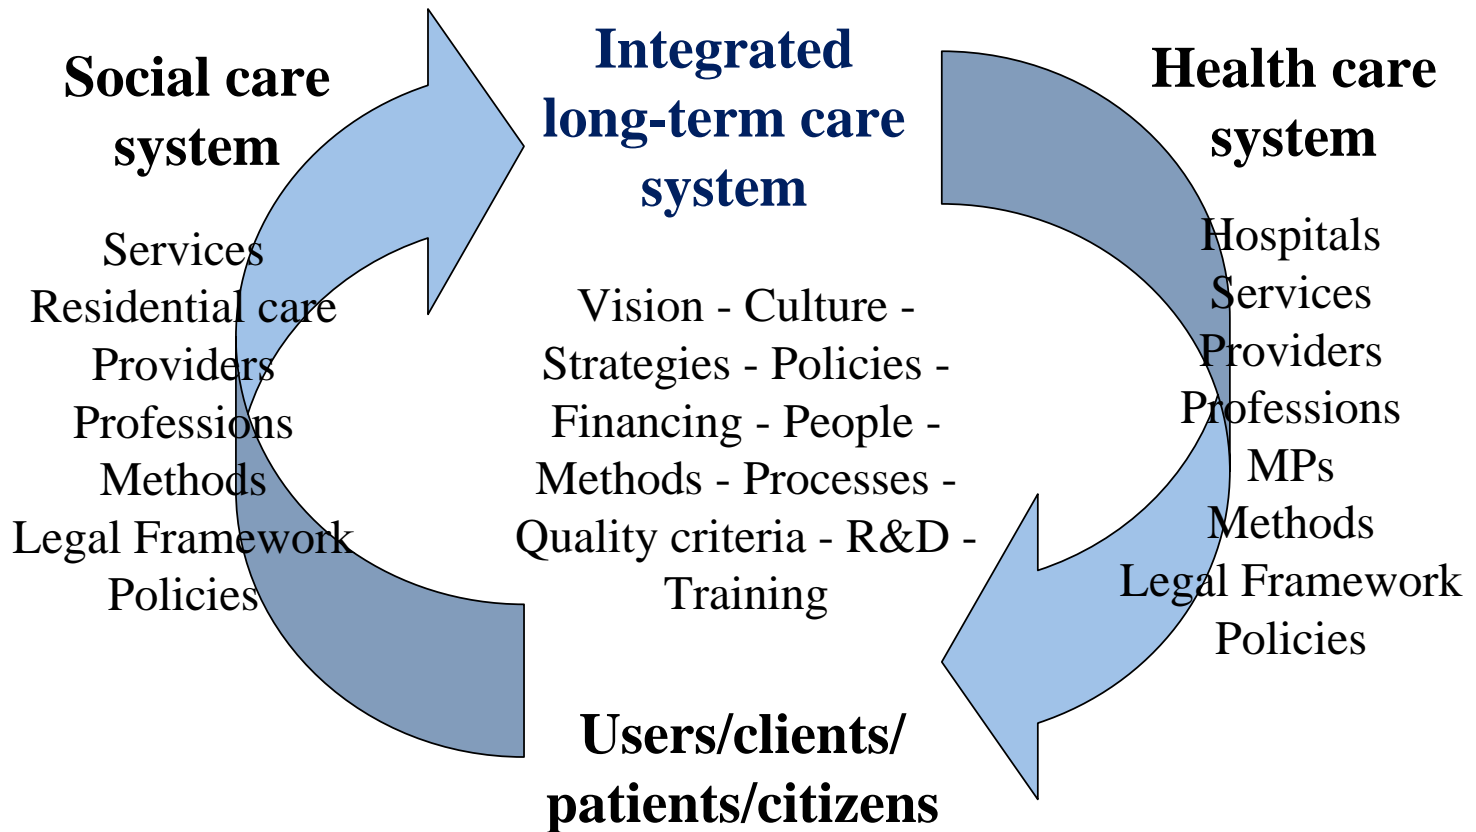 Social care
system
Services
Residential care
Providers
Professions
Methods
Legal Framework
Policies
Integrated
long-term care
system
Vision - Culture -
Strategies - Policies -
Financing - People -
Methods - Processes -
Quality criteria - R&D -
Training
Health care
system
Hospitals
Services
Providers
Professions
MPs
Methods
Legal Framework
Policies
Users/clients/
patients/citizens